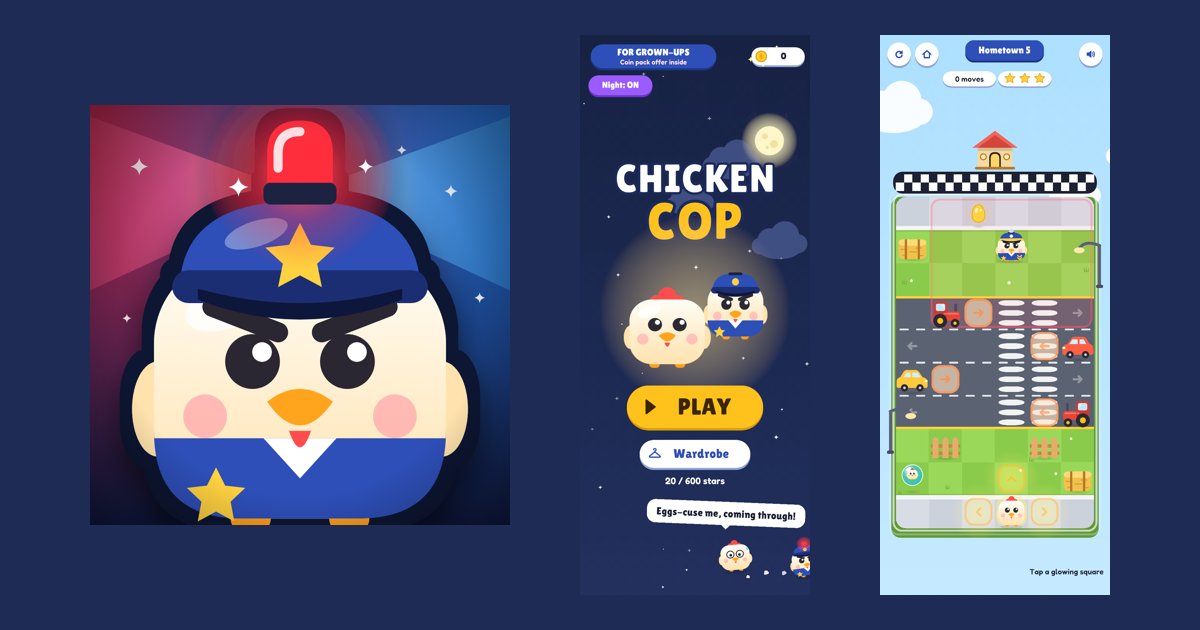 FOR GROWN-UPS
Coin pack offer inside
0
Night: ON
CHICKEN
COP
PLAY
Wardrobe
20 / 600 stars
Eggs-cuse me, coming through!
Hometown 5
0 moves
Tap a glowing square